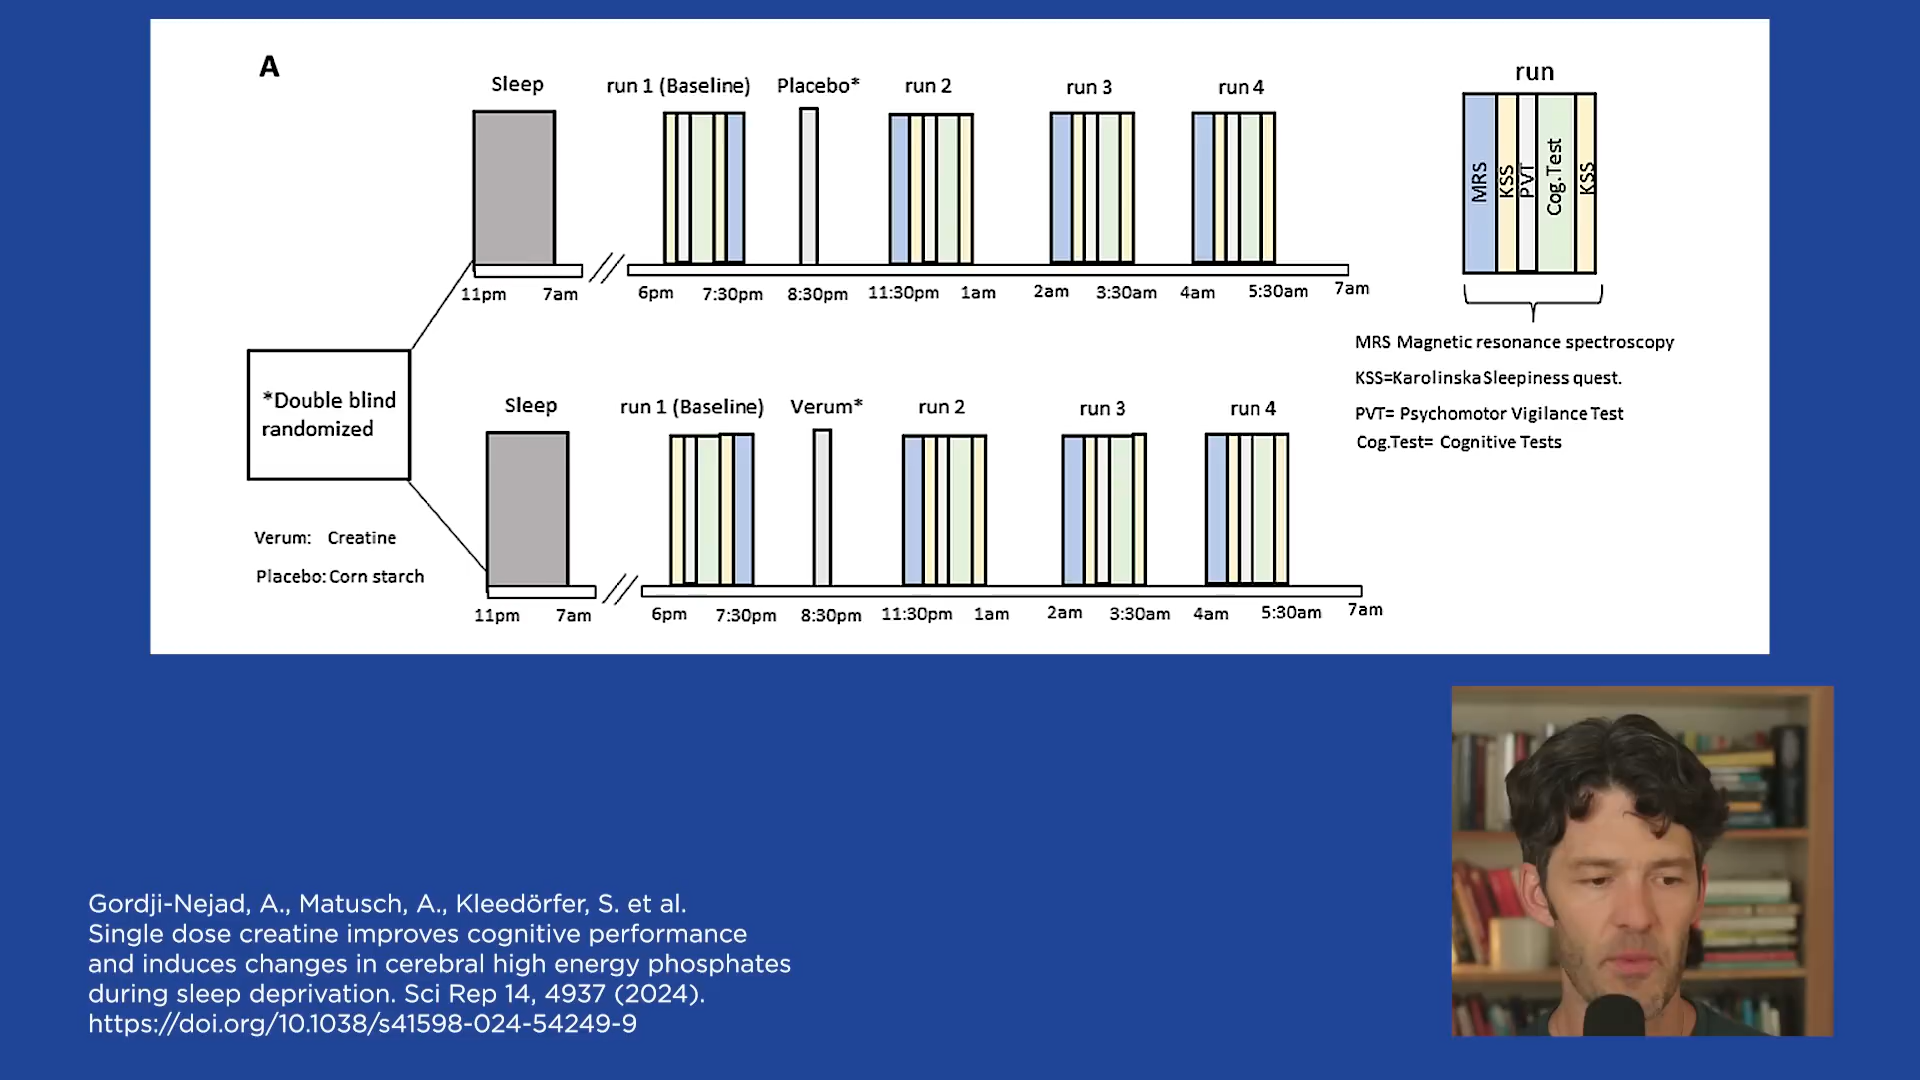 A
Sleep
run 1 (Baseline)
Placebo*
run 2
run 3
run 4
11pm
7am
6pm
7:30pm
8:30pm
11:30pm
1am
2am
3:30am
4am
5:30am
7am
run
MRS
KSS
PVT
Cog.Test
KSS
MRS Magnetic resonance spectroscopy
KSS=Karolinska Sleepiness quest.
PVT= Psychomotor Vigilance Test
Cog.Test= Cognitive Tests
*Double blind
randomized
Verum: Creatine
Placebo: Corn starch
Sleep
run 1 (Baseline)
Verum*
run 2
run 3
run 4
11pm
7am
6pm
7:30pm
8:30pm
11:30pm
1am
2am
3:30am
4am
5:30am
7am
Gordji-Nejad, A., Matusch, A., Kleedörfer, S. et al.
Single dose creatine improves cognitive performance
and induces changes in cerebral high energy phosphates
during sleep deprivation. Sci Rep 14, 4937 (2024).
https://doi.org/10.1038/s41598-024-54249-9